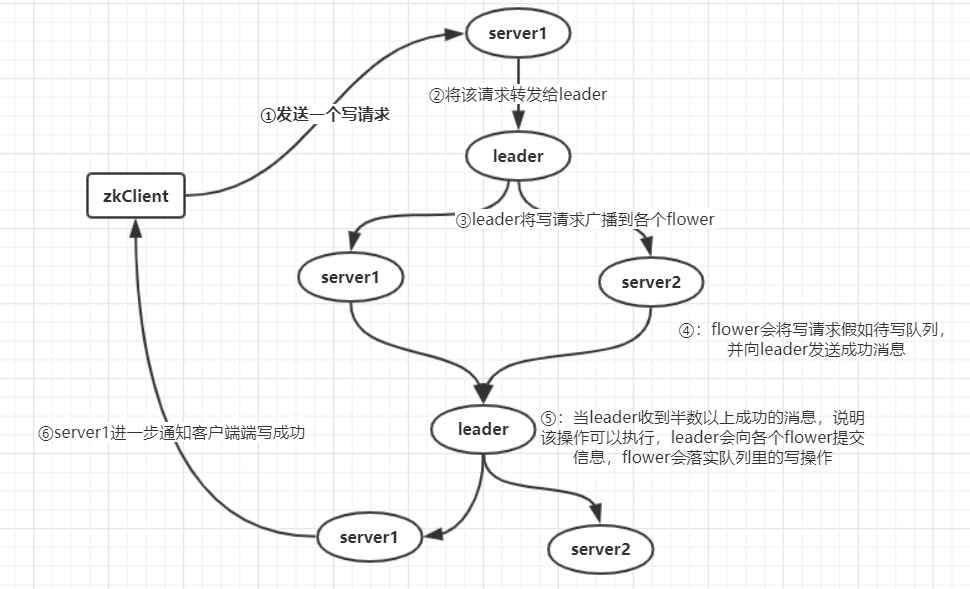 server1
②将该请求转发给leader
①发送一个写请求
leader
zkClient
③leader将写请求广播到各个flower
server1
server2
④：flower会将写请求假如待写队列，
并向leader发送成功消息
leader
⑤：当leader收到半数以上成功的消息，说明
该操作可以执行，leader会向各个flower提交
信息，flower会落实队列里的写操作
⑥server1进一步通知客户端端写成功
server1
server2